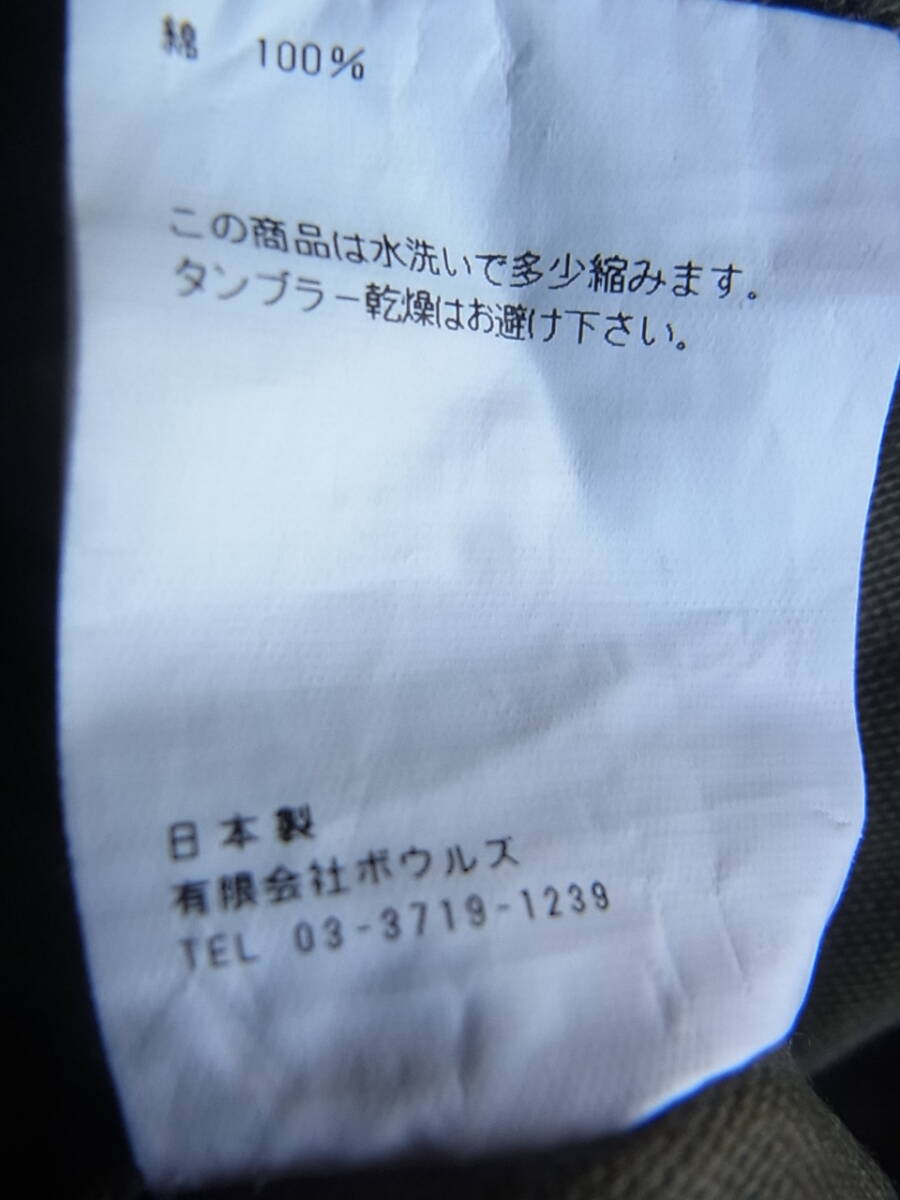 綿 100%
この商品は水洗いで多少縮みます。
タンブラー乾燥はお避け下さい。
日本製
有限会社ボウルズ
TEL 03-3719-1239